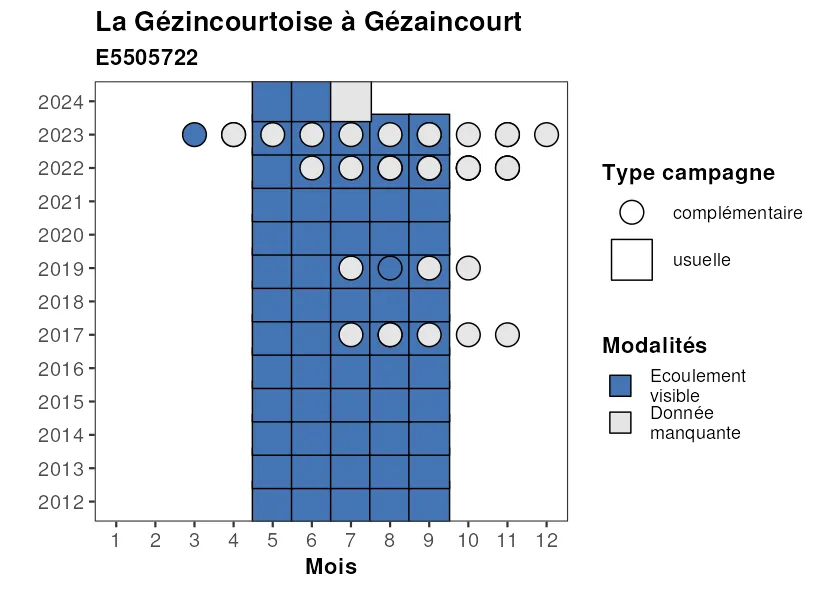 La Gézincourtoise à Gézaincourt
E5505722
2024
2023
2022
2021
2020
2019
2018
2017
2016
2015
2014
2013
2012
1 2 3 4 5 6 7 8 9 10 11 12
Mois
Type campagne
complémentaire
usuelle
Modalités
Ecoulement
visible
Donnée
manquante